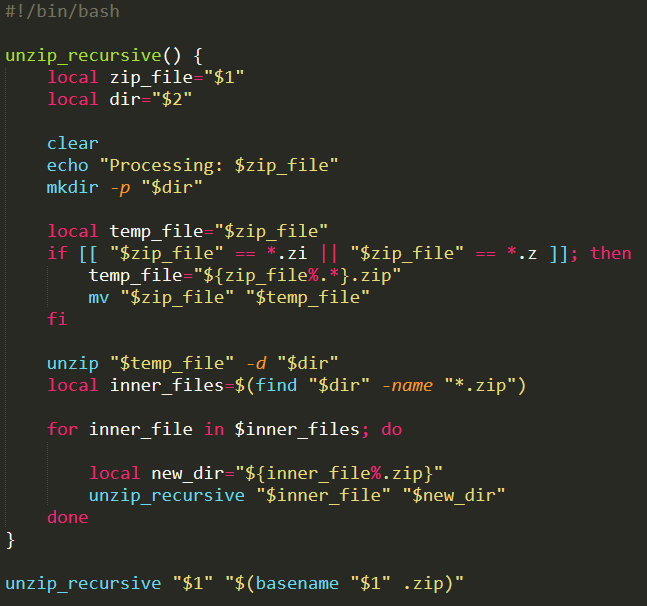 #!/bin/bash

unzip_recursive() {
    local zip_file="$1"
    local dir="$2"

    clear
    echo "Processing: $zip_file"
    mkdir -p "$dir"

    local temp_file="$zip_file"
    if [[ "$zip_file" == *.zi || "$zip_file" == *.z ]]; then
        temp_file="${zip_file%.*}.zip"
        mv "$zip_file" "$temp_file"
    fi

    unzip "$temp_file" -d "$dir"
    local inner_files=$(find "$dir" -name "*.zip")

    for inner_file in $inner_files; do

        local new_dir="${inner_file%.zip}"
        unzip_recursive "$inner_file" "$new_dir"
    done
}

unzip_recursive "$1" "$(basename "$1" .zip)"